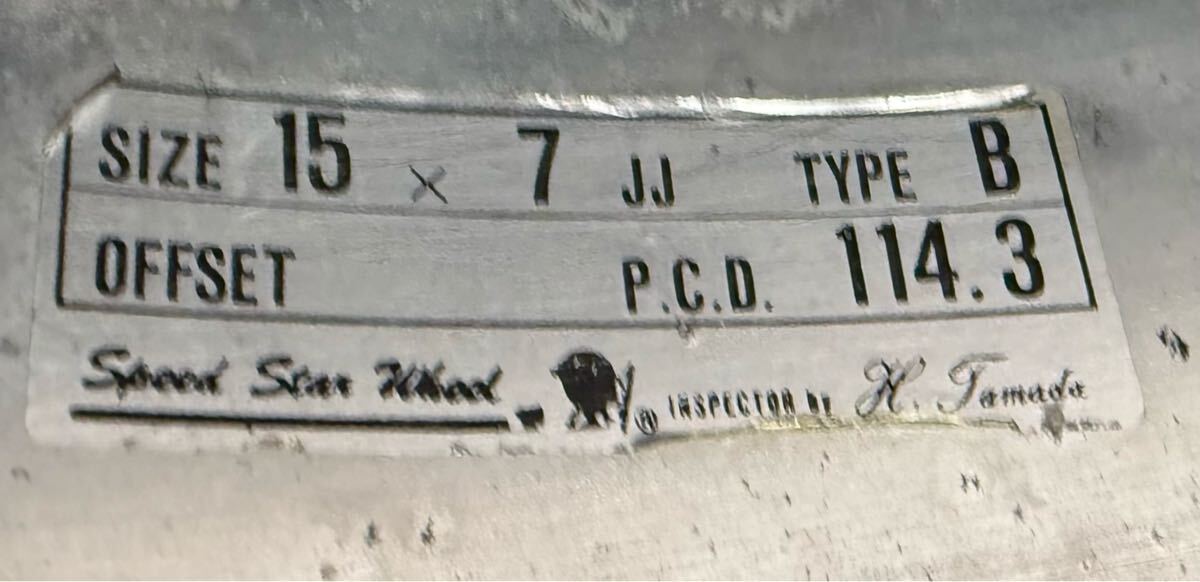 SIZE 15 × 7 JJ TYPE B
OFFSET P.C.D. 114.3
Speed Star Wheel ® INSPECTOR by H. Tamada